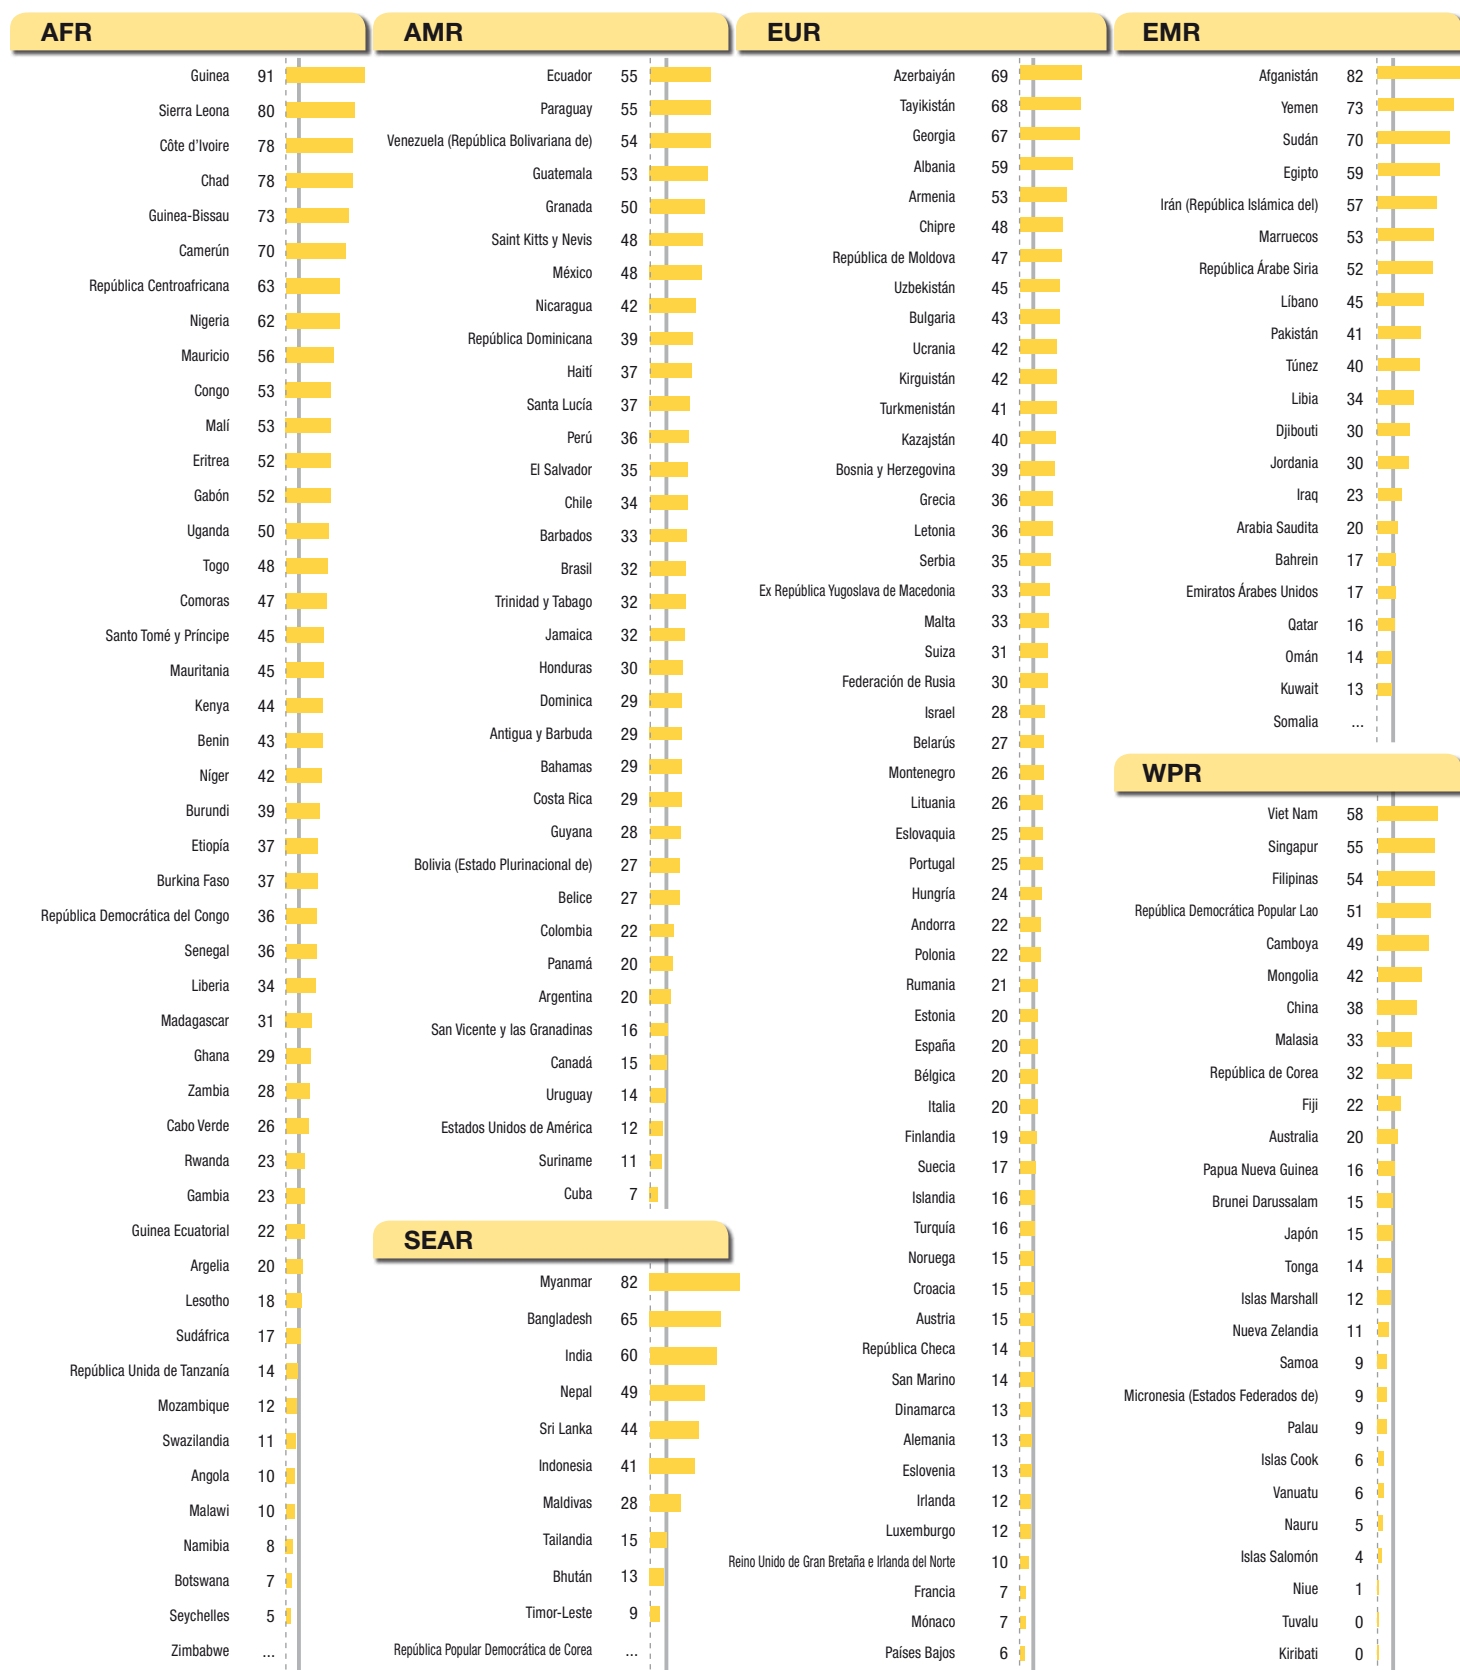 AFR
Guinea 91
Sierra Leona 80
Côte d'Ivoire 78
Chad 78
Guinea-Bissau 73
Camerún 70
República Centroafricana 63
Nigeria 62
Mauricio 56
Congo 53
Malí 53
Eritrea 52
Gabón 52
Uganda 50
Togo 48
Comoras 47
Santo Tomé y Príncipe 45
Mauritania 45
Kenya 44
Benin 43
Níger 42
Burundi 39
Etiopía 37
Burkina Faso 37
República Democrática del Congo 36
Senegal 36
Liberia 34
Madagascar 31
Ghana 29
Zambia 28
Cabo Verde 26
Rwanda 23
Gambia 23
Guinea Ecuatorial 22
Argelia 20
Lesotho 18
Sudáfrica 17
República Unida de Tanzanía 14
Mozambique 12
Swazilandia 11
Angola 10
Malawi 10
Namibia 8
Botswana 7
Seychelles 5
Zimbabwe ...
AMR
Ecuador 55
Paraguay 55
Venezuela (República Bolivariana de) 54
Guatemala 53
Granada 50
Saint Kitts y Nevis 48
México 48
Nicaragua 42
República Dominicana 39
Haití 37
Santa Lucía 37
Perú 36
El Salvador 35
Chile 34
Barbados 33
Brasil 32
Trinidad y Tabago 32
Jamaica 32
Honduras 30
Dominica 29
Antigua y Barbuda 29
Bahamas 29
Costa Rica 29
Guyana 28
Bolivia (Estado Plurinacional de) 27
Belice 27
Colombia 22
Panamá 20
Argentina 20
San Vicente y las Granadinas 16
Canadá 15
Uruguay 14
Estados Unidos de América 12
Suriname 11
Cuba 7
SEAR
Myanmar 82
Bangladesh 65
India 60
Nepal 49
Sri Lanka 44
Indonesia 41
Maldivas 28
Tailandia 15
Bhután 13
Timor-Leste 9
República Popular Democrática de Corea ...
EUR
Azerbaiyán 69
Tayikistán 68
Georgia 67
Albania 59
Armenia 53
Chipre 48
República de Moldova 47
Uzbekistán 45
Bulgaria 43
Ucrania 42
Kirguistán 42
Turkmenistán 41
Kazajstán 40
Bosnia y Herzegovina 39
Grecia 36
Letonia 36
Serbia 35
Ex República Yugoslava de Macedonia 33
Malta 33
Suiza 31
Federación de Rusia 30
Israel 28
Belarús 27
Montenegro 26
Lituania 26
Eslovaquia 25
Portugal 25
Hungría 24
Andorra 22
Polonia 22
Rumania 21
Estonia 20
España 20
Bélgica 20
Italia 20
Finlandia 19
Suecia 17
Islandia 16
Turquía 16
Noruega 15
Croacia 15
Austria 15
República Checa 14
San Marino 14
Dinamarca 13
Alemania 13
Eslovenia 13
Irlanda 12
Luxemburgo 12
Reino Unido de Gran Bretaña e Irlanda del Norte 10
Francia 7
Mónaco 7
Países Bajos 6
EMR
Afganistán 82
Yemen 73
Sudán 70
Egipto 59
Irán (República Islámica del) 57
Marruecos 53
República Árabe Siria 52
Líbano 45
Pakistán 41
Túnez 40
Libia 34
Djibouti 30
Jordania 30
Iraq 23
Arabia Saudita 20
Bahrein 17
Emiratos Árabes Unidos 17
Qatar 16
Omán 14
Kuwait 13
Somalia ...
WPR
Viet Nam 58
Singapur 55
Filipinas 54
República Democrática Popular Lao 51
Camboya 49
Mongolia 42
China 38
Malasia 33
República de Corea 32
Fiji 22
Australia 20
Papua Nueva Guinea 16
Brunei Darussalam 15
Japón 15
Tonga 14
Islas Marshall 12
Nueva Zelandia 11
Samoa 9
Micronesia (Estados Federados de) 9
Palau 9
Islas Cook 6
Vanuatu 6
Nauru 5
Islas Salomón 4
Niue 1
Tuvalu 0
Kiribati 0